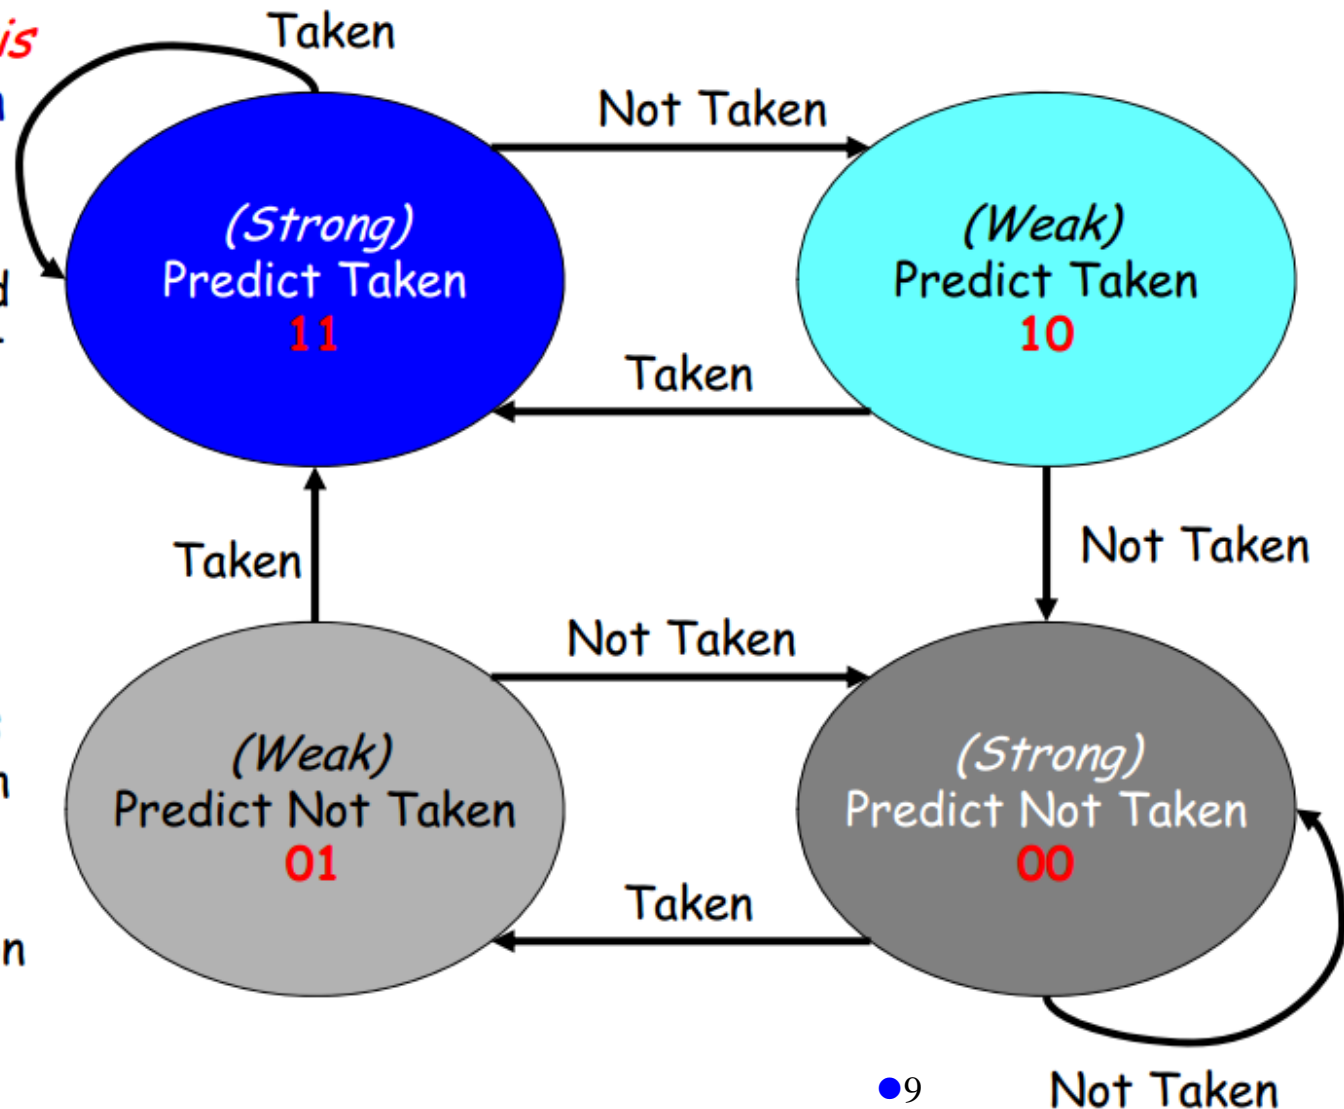 is
Taken
Not Taken
(Strong)
Predict Taken
11
(Weak)
Predict Taken
10
Taken
Taken
Not Taken
Not Taken
(Weak)
Predict Not Taken
01
(Strong)
Predict Not Taken
00
Taken
●9
Not Taken